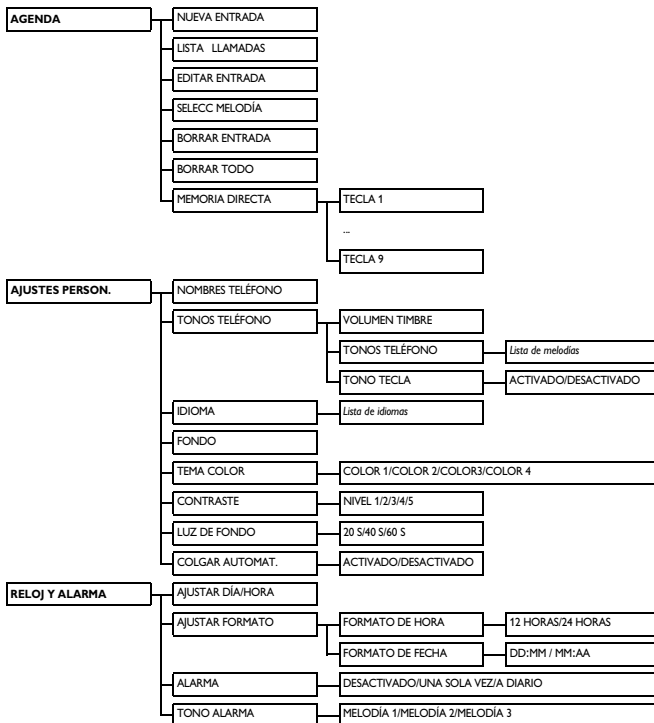 AGENDA
NUEVA ENTRADA
LISTA LLAMADAS
EDITAR ENTRADA
SELECC MELODÍA
BORRAR ENTRADA
BORRAR TODO
MEMORIA DIRECTA
TECLA 1
...
TECLA 9
AJUSTES PERSON.
NOMBRES TELÉFONO
TONOS TELÉFONO
VOLUMEN TIMBRE
TONOS TELÉFONO
Lista de melodías
TONO TECLA
ACTIVADO/DESACTIVADO
IDIOMA
Lista de idiomas
FONDO
TEMA COLOR
COLOR 1/COLOR 2/COLOR3/COLOR 4
CONTRASTE
NIVEL 1/2/3/4/5
LUZ DE FONDO
20 S/40 S/60 S
COLGAR AUTOMAT.
ACTIVADO/DESACTIVADO
RELOJ Y ALARMA
AJUSTAR DÍA/HORA
AJUSTAR FORMATO
FORMATO DE HORA
12 HORAS/24 HORAS
FORMATO DE FECHA
DD:MM / MM:AA
ALARMA
DESACTIVADO/UNA SOLA VEZ/A DIARIO
TONO ALARMA
MELODÍA 1/MELODÍA 2/MELODÍA 3